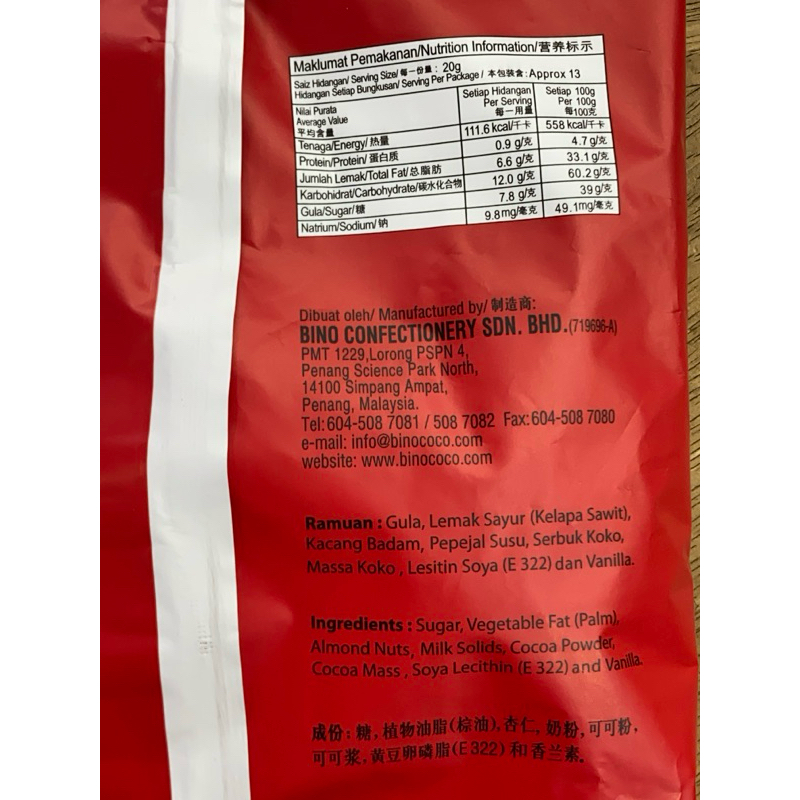 Maklumat Pemakanan/Nutrition Information/营养标示
Saiz Hidangan/ Serving Size/ 每一份量 : 20g
Hidangan Setiap Bungkusan/ Serving Per Package / 本包装含:Approx 13
Nilai Purata
Average Value
平均含量
Setiap Hidangan
Per Serving
每一用量
Setiap 100g
Per 100g
每100克
Tenaga/Energy/ 热量 111.6 kcal/千卡 558 kcal/千卡
Protein/Protein/ 蛋白质 0.9 g/克 4.7 g/克
Jumlah Lemak/Total Fat/ 总脂肪 6.6 g/克 33.1 g/克
Karbohidrat/Carbohydrate/碳水化合物 12.0 g/克 60.2 g/克
Gula/Sugar/ 糖 7.8 g/克 39 g/克
Natrium/Sodium/ 钠 9.8mg/毫克 49.1mg/毫克
Dibuat oleh/ Manufactured by/ 制造商:
BINO CONFECTIONERY SDN. BHD.(719696-A)
PMT 1229,Lorong PSPN 4,
Penang Science Park North,
14100 Simpang Ampat,
Penang, Malaysia.
Tel:604-508 7081 / 508 7082 Fax:604-508 7080
e-mail: info@binococo.com
website: www.binococo.com
Ramuan : Gula, Lemak Sayur (Kelapa Sawit),
Kacang Badam, Pepejal Susu, Serbuk Koko,
Massa Koko , Lesitin Soya (E 322) dan Vanilla.
Ingredients : Sugar, Vegetable Fat (Palm),
Almond Nuts, Milk Solids, Cocoa Powder,
Cocoa Mass , Soya Lecithin (E 322) and Vanilla.
成份: 糖, 植物油脂(棕油),杏仁, 奶粉, 可可粉,
可可浆, 黄豆卵磷脂(E 322) 和 香兰素。